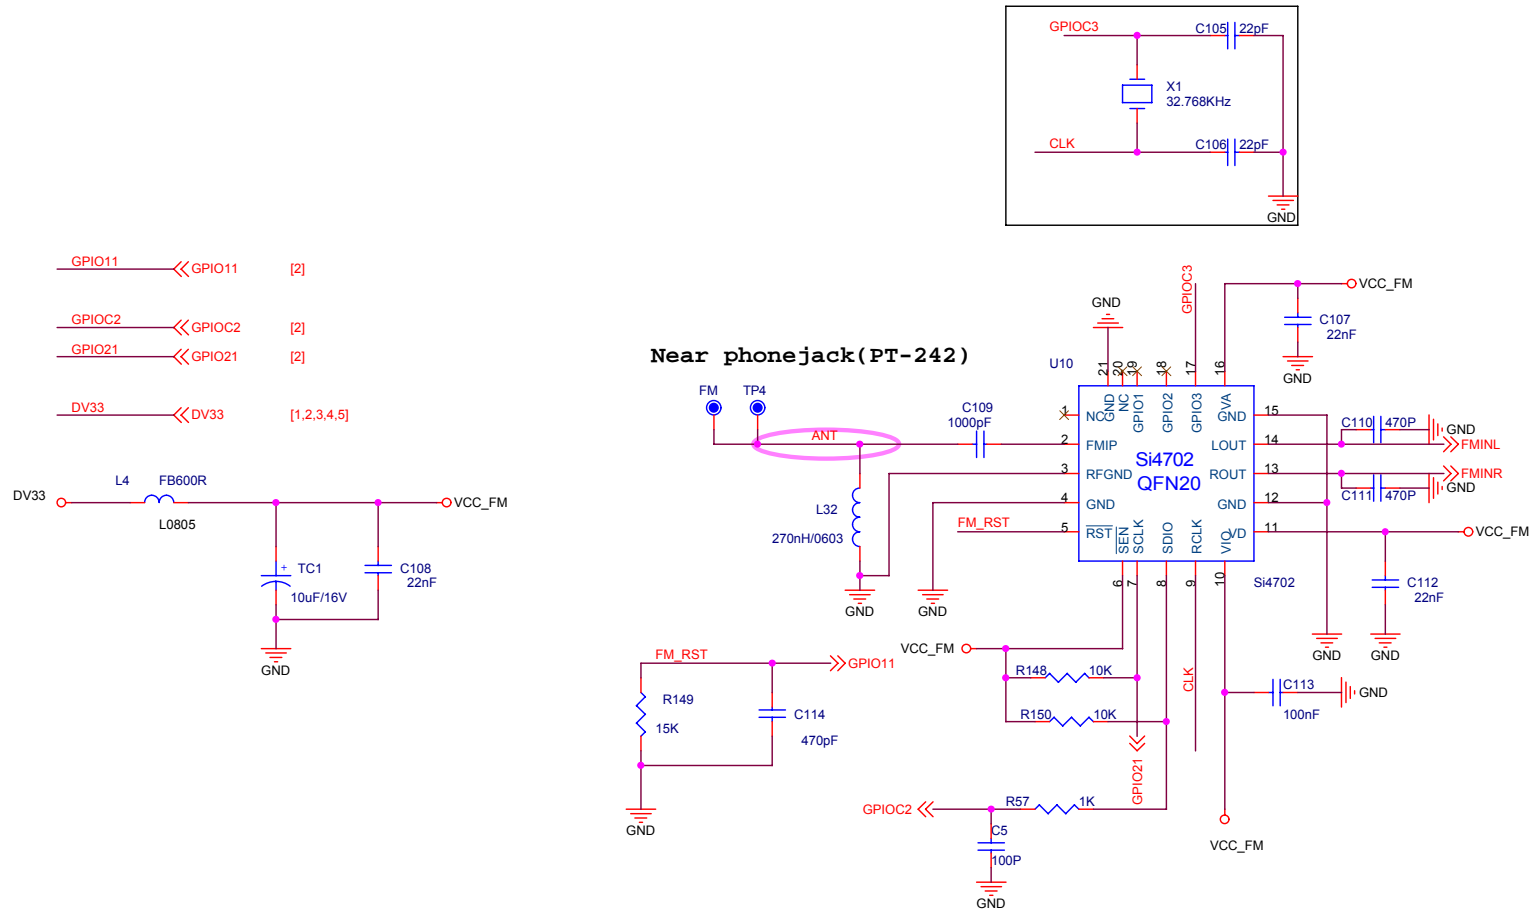 GPIOC3
C105 22pF
X1
32.768KHz
CLK
C106 22pF
GND
GPIO11 GPIO11 [2]
GPIOC2 GPIOC2 [2]
GPIO21 GPIO21 [2]
DV33 DV33 [1,2,3,4,5]
DV33
L4 FB600R
L0805
VCC_FM
TC1
+
10uF/16V
C108
22nF
GND
Near phonejack(PT-242)
FM TP4
ANT
C109
1000pF
L32
270nH/0603
GND
GND
FM_RST
GND
GPIOC3
VCC_FM
C107
22nF
GND
U10
21 20 19 18 17 16
GND NC GPIO1 GPIO2 GPIO3 VA
1 NC
2 FMIP
3 RFGND
4 GND
5 RST
Si4702
QFN20
GND 15
LOUT 14
ROUT 13
GND 12
VD 11
SEN SCLK SDIO RCLK VIO
6 7 8 9 10
Si4702
C110 470P GND
FMINL
FMINR
C111 470P GND
VCC_FM
C112
22nF
GND
GND
FM_RST
GPIO11
R149
15K
C114
470pF
GND
VCC_FM
R148 10K
R150 10K
GPIO21
CLK
C113
100nF
GND
VCC_FM
GPIOC2
R57 1K
C5
100P
GND